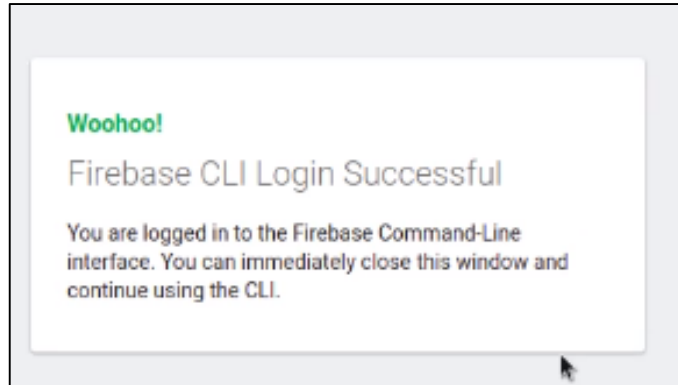 Woohoo!
Firebase CLI Login Successful
You are logged in to the Firebase Command-Line
interface. You can immediately close this window and
continue using the CLI.